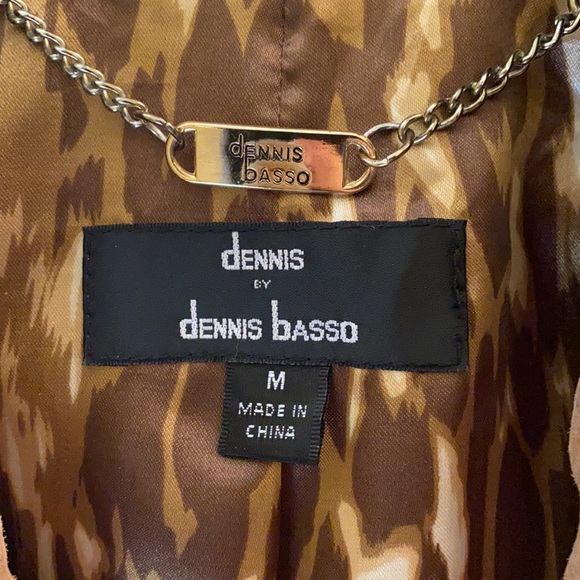 dENNIS
bASSO
dENNIS
BY
dENNIS bASSO
M
MADE IN
CHINA